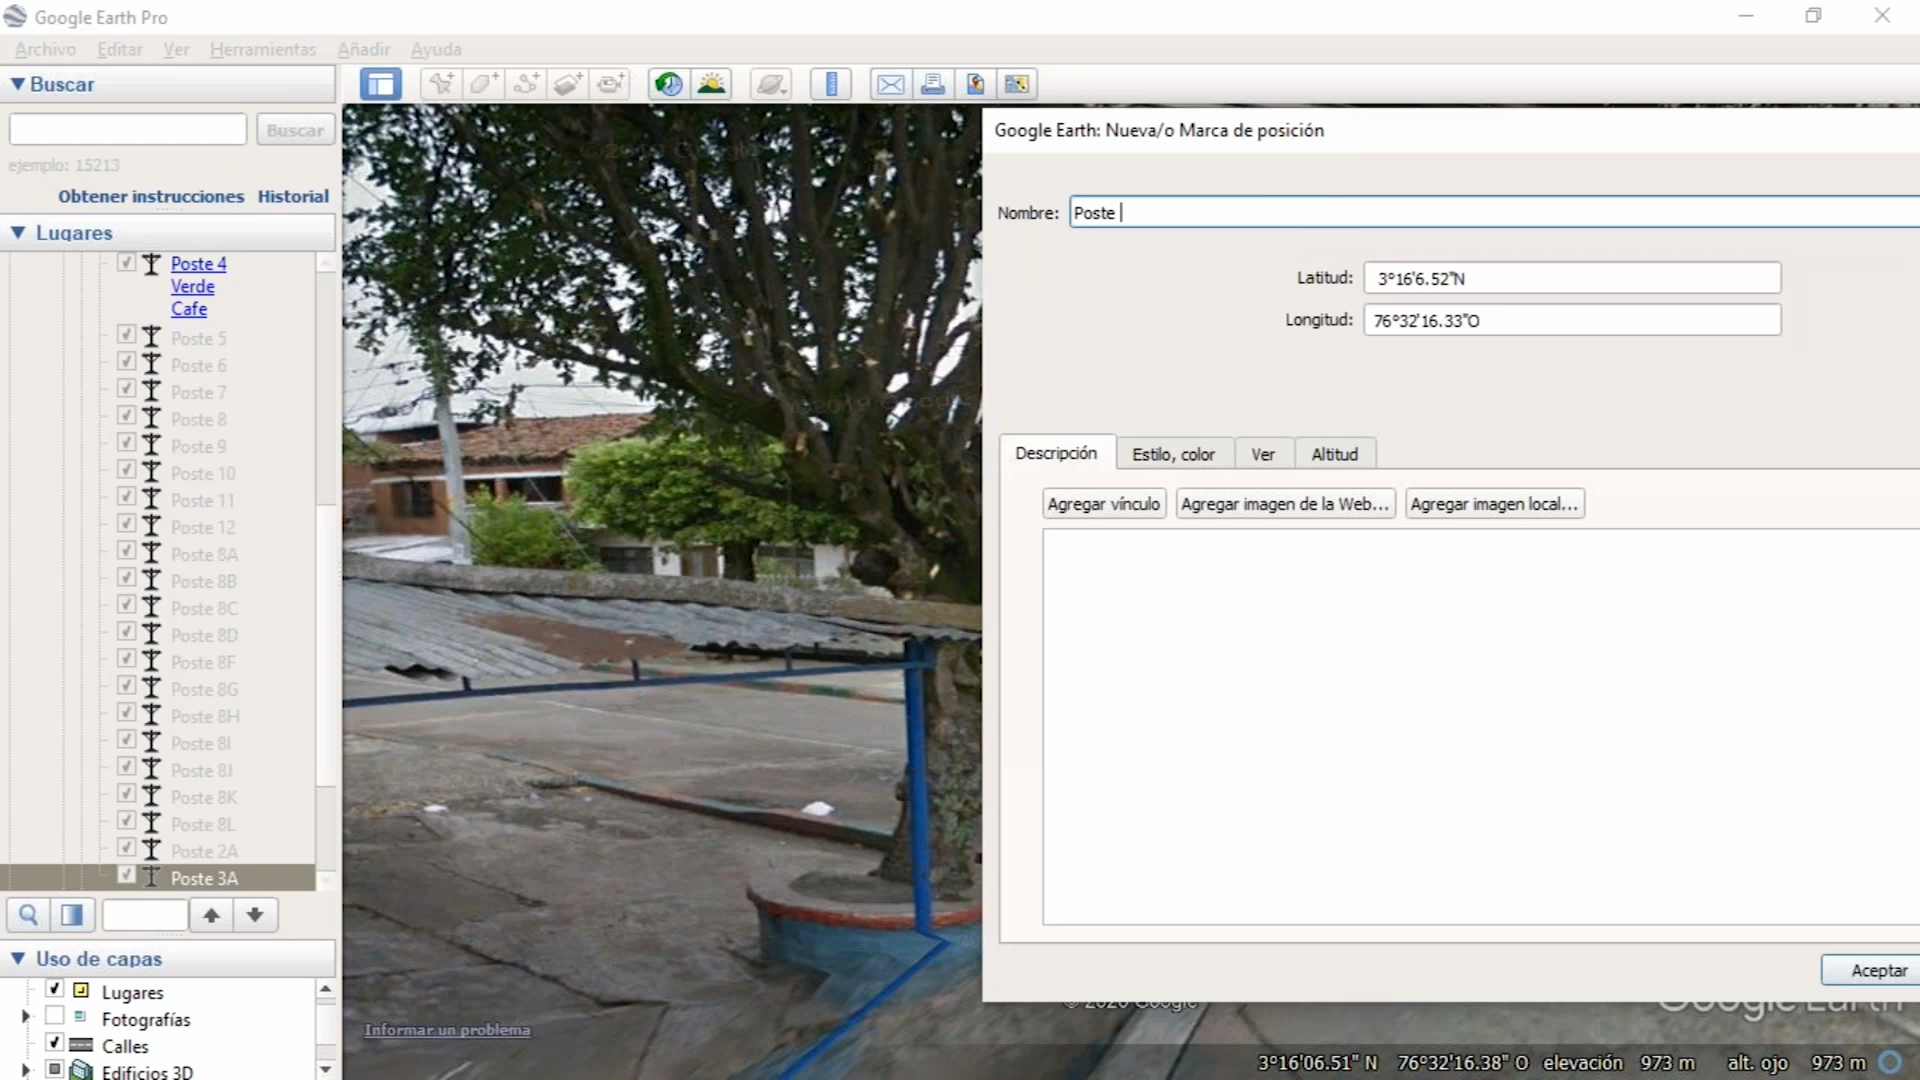 Google Earth Pro
Archivo Editar Ver Herramientas Añadir Ayuda
Buscar
Buscar
ejemplo: 15213
Obtener instrucciones Historial
Lugares
Poste 4
Verde
Cafe
Poste 5
Poste 6
Poste 7
Poste 8
Poste 9
Poste 10
Poste 11
Poste 12
Poste 8A
Poste 8B
Poste 8C
Poste 8D
Poste 8F
Poste 8G
Poste 8H
Poste 8I
Poste 8J
Poste 8K
Poste 8L
Poste 2A
Poste 3A
Uso de capas
Lugares
Fotografías
Calles
Edificios 3D
Google Earth: Nueva/o Marca de posición
Nombre: Poste
Latitud: 3°16'6.52"N
Longitud: 76°32'16.33"O
Descripción Estilo, color Ver Altitud
Agregar vínculo Agregar imagen de la Web... Agregar imagen local...
Aceptar
© 2020 Google
Google Earth
Informar un problema
3°16'06.51" N 76°32'16.38" O elevación 973 m alt. ojo 973 m